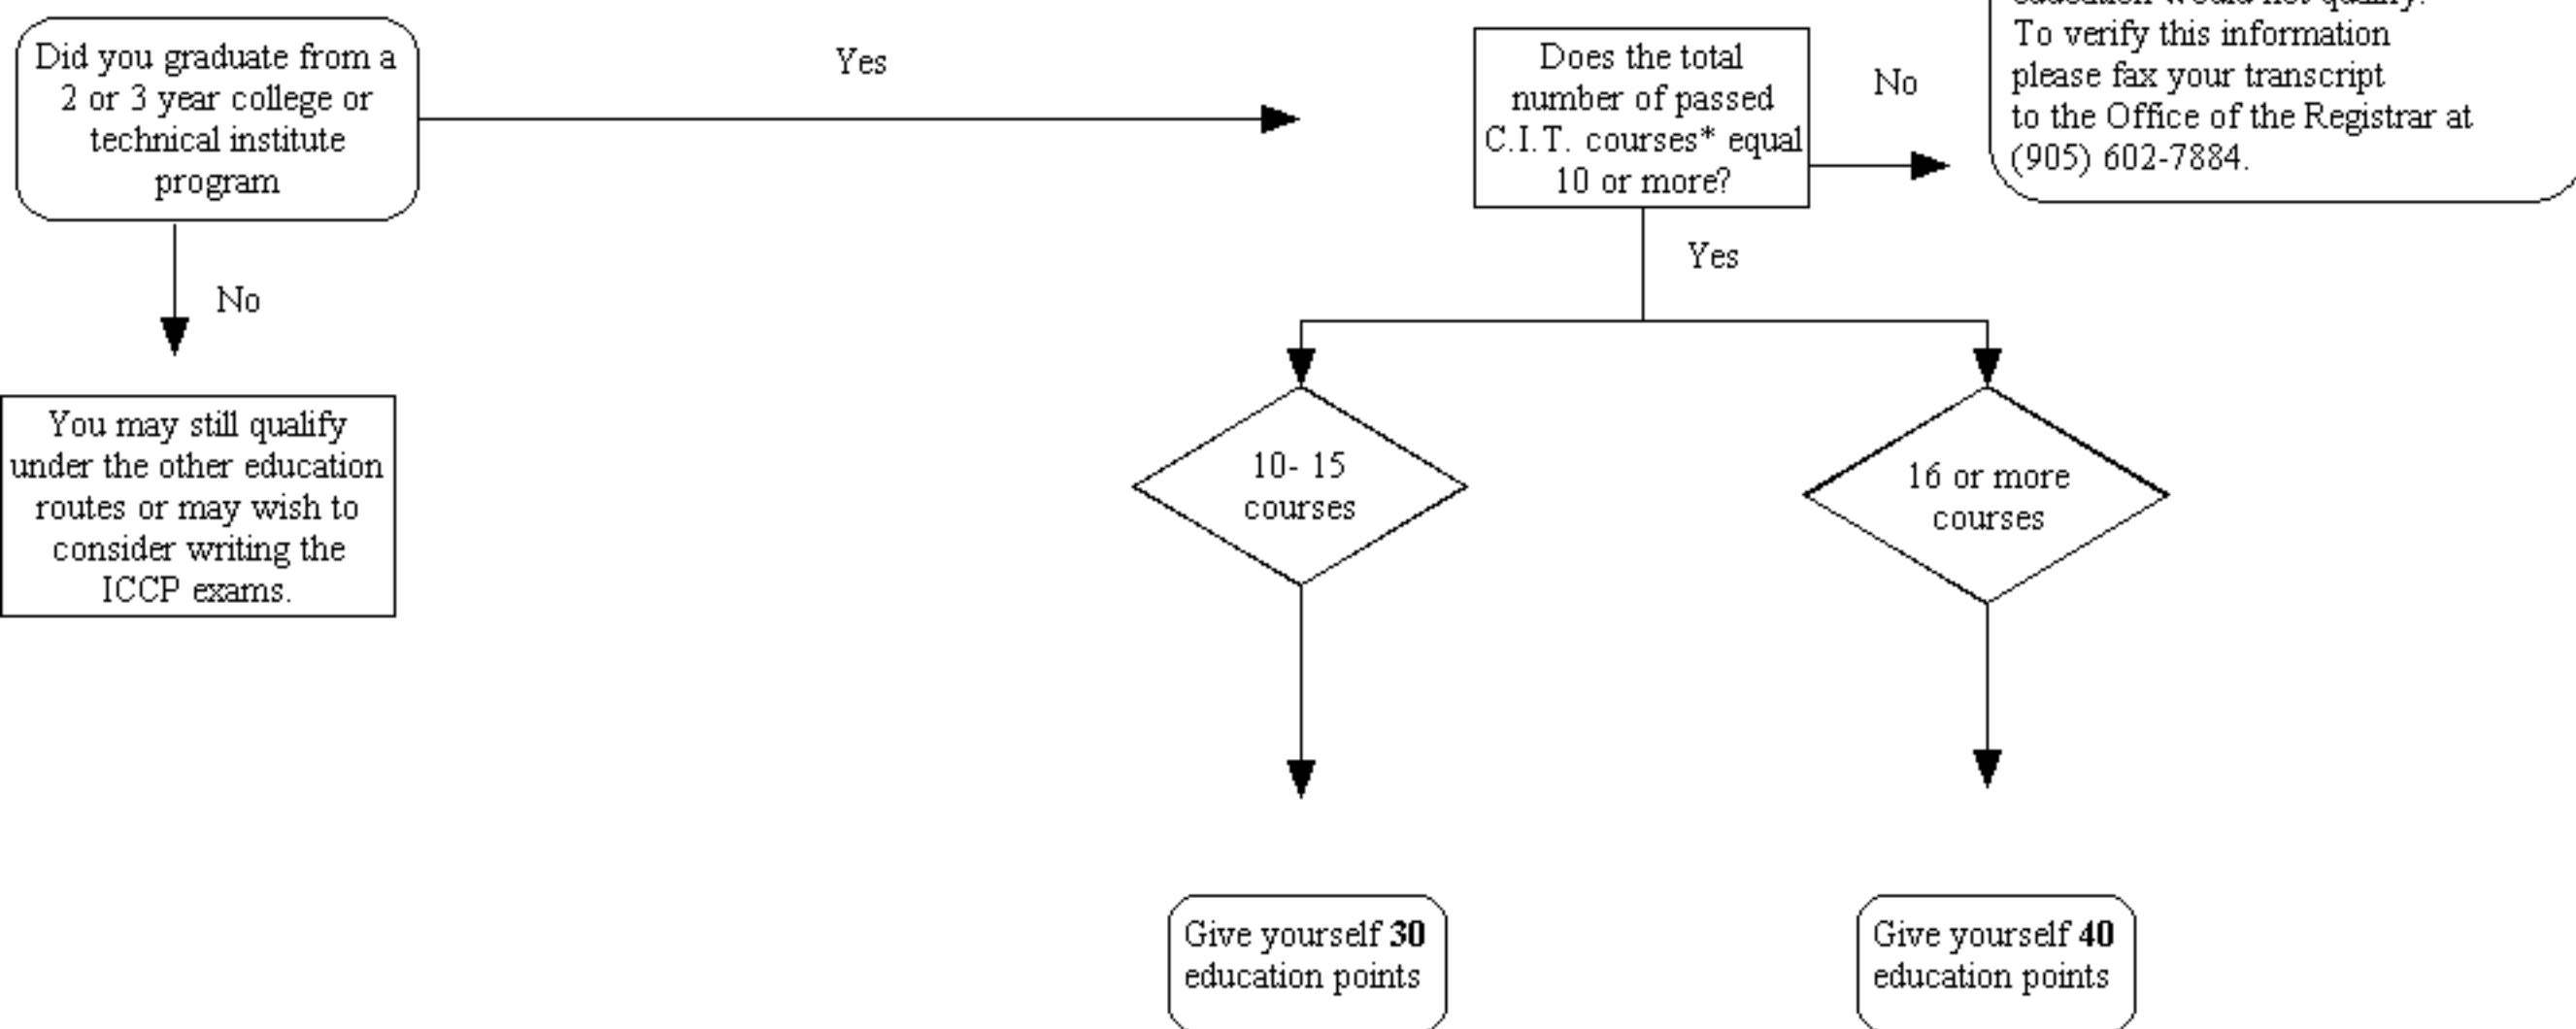 Did you graduate from a
2 or 3 year college or
technical institute
program
Yes
Does the total
number of passed
C.I.T. courses* equal
10 or more?
No
education would not qualify.
To verify this information
please fax your transcript
to the Office of the Registrar at
(905) 602-7884.
Yes
No
You may still qualify
under the other education
routes or may wish to
consider writing the
ICCP exams.
10- 15
courses
16 or more
courses
Give yourself 30
education points
Give yourself 40
education points